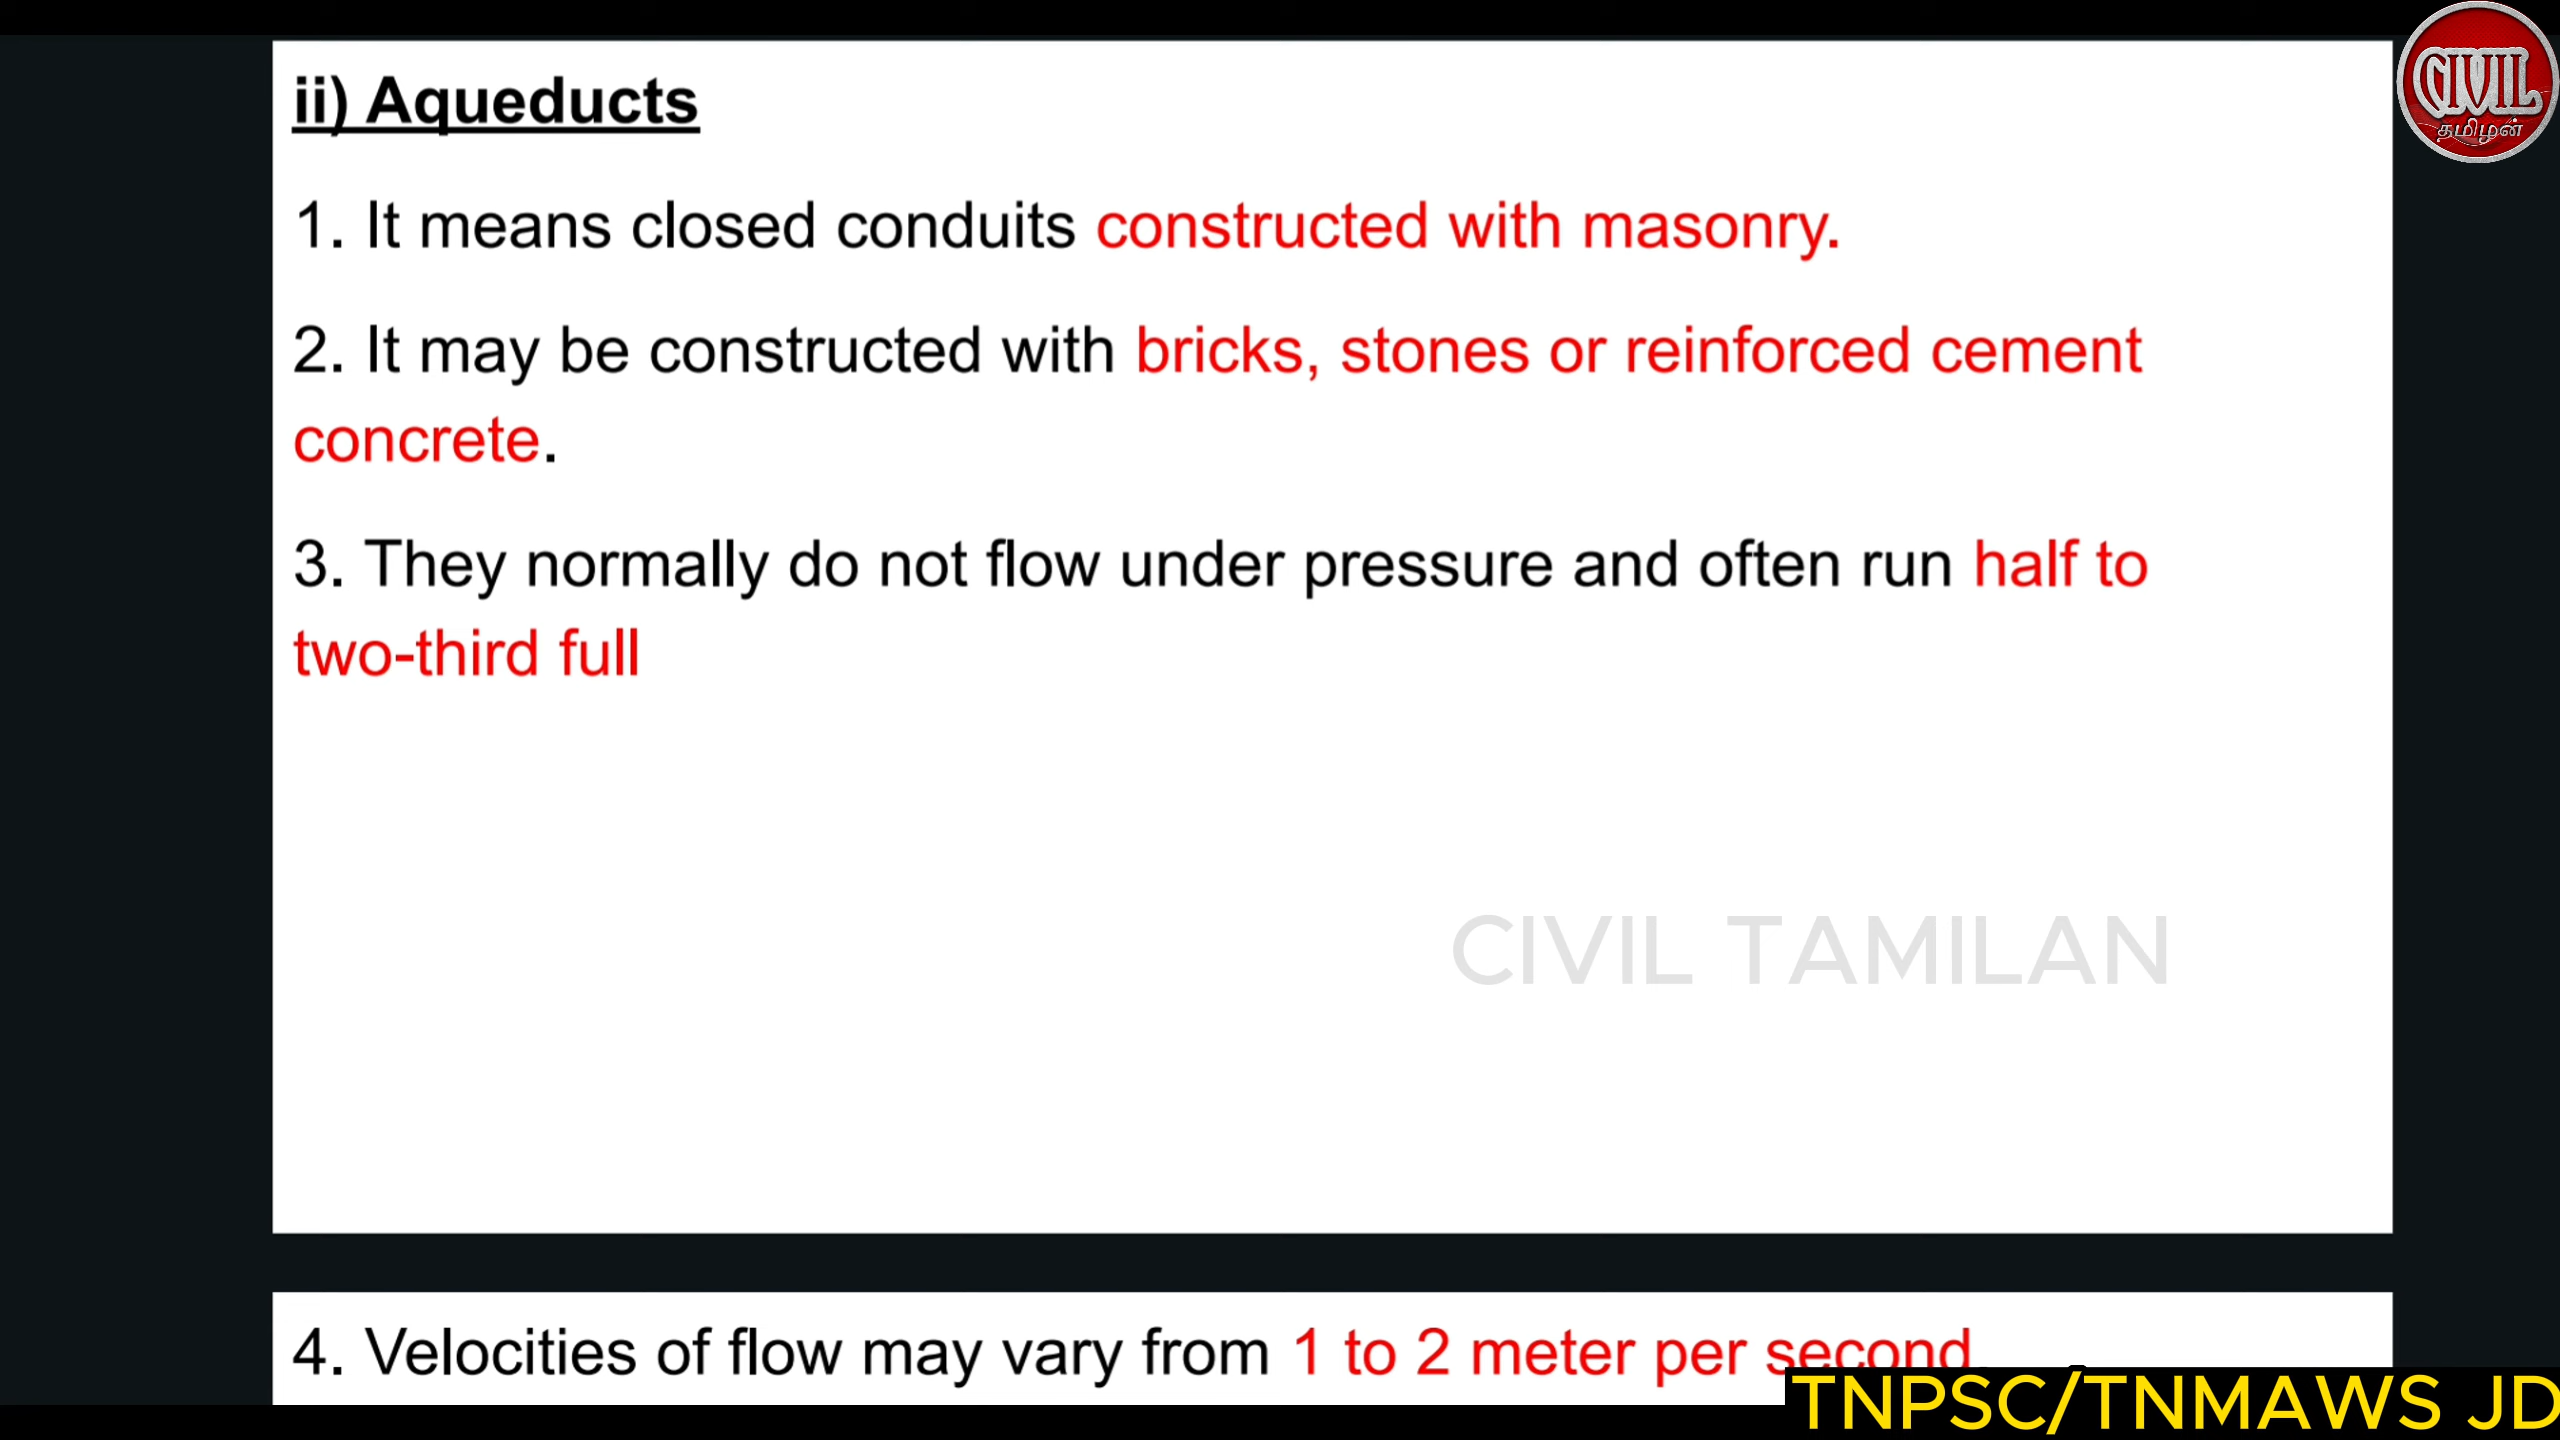 CIVIL
தமிழன்
ii) Aqueducts
1. It means closed conduits constructed with masonry.
2. It may be constructed with bricks, stones or reinforced cement
concrete.
3. They normally do not flow under pressure and often run half to
two-third full
CIVIL TAMILAN
4. Velocities of flow may vary from 1 to 2 meter per second
TNPSC/TNMAWS JD